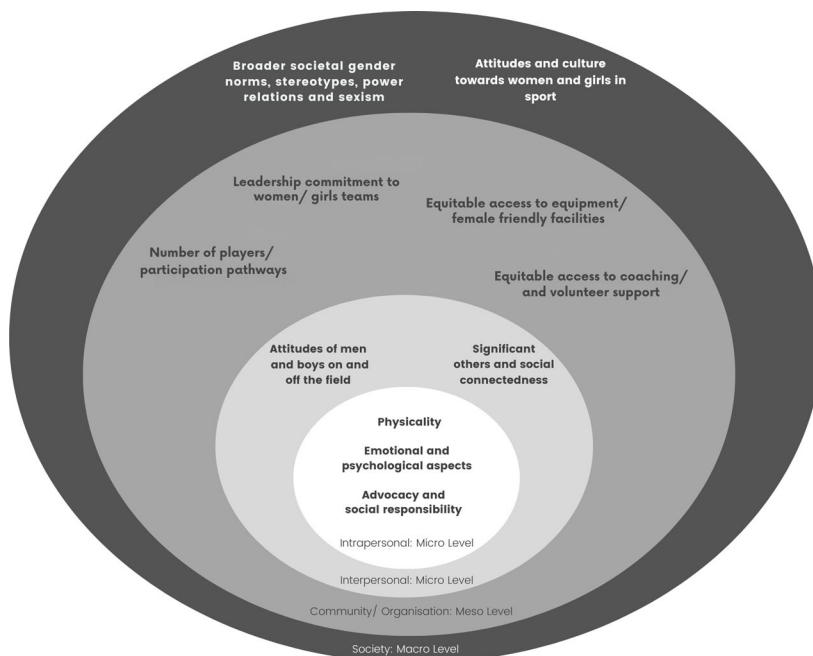 Broader societal gender
norms, stereotypes, power
relations and sexism
Attitudes and culture
towards women and girls in
sport
Leadership commitment to
women/ girls teams
Equitable access to equipment/
female friendly facilities
Number of players/
participation pathways
Equitable access to coaching/
and volunteer support
Attitudes of men
and boys on and
off the field
Significant
others and social
connectedness
Physicality
Emotional and
psychological aspects
Advocacy and
social responsibility
Intrapersonal: Micro Level
Interpersonal: Micro Level
Community/ Organisation: Meso Level
Society: Macro Level